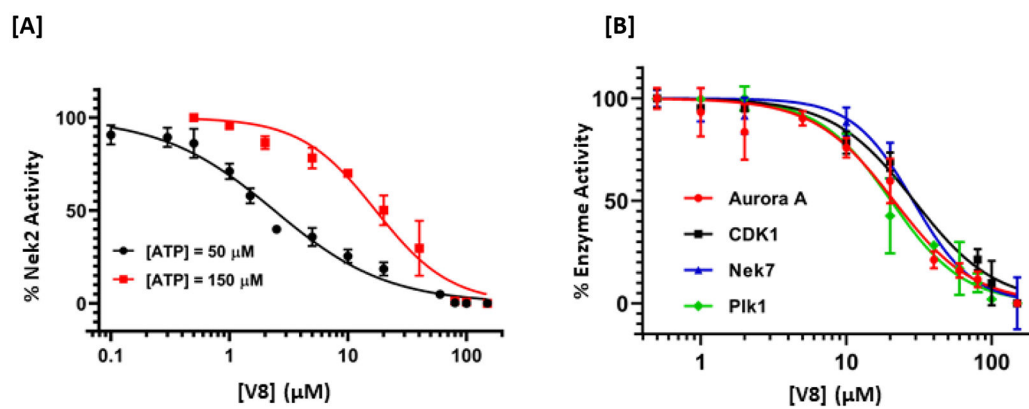 [A]
% Nek2 Activity
100
50
0
[ATP] = 50 μM
[ATP] = 150 μM
0.1
1
10
100
[V8] (μM)
[B]
% Enzyme Activity
100
50
0
Aurora A
CDK1
Nek7
Plk1
1
10
100
[V8] (μM)